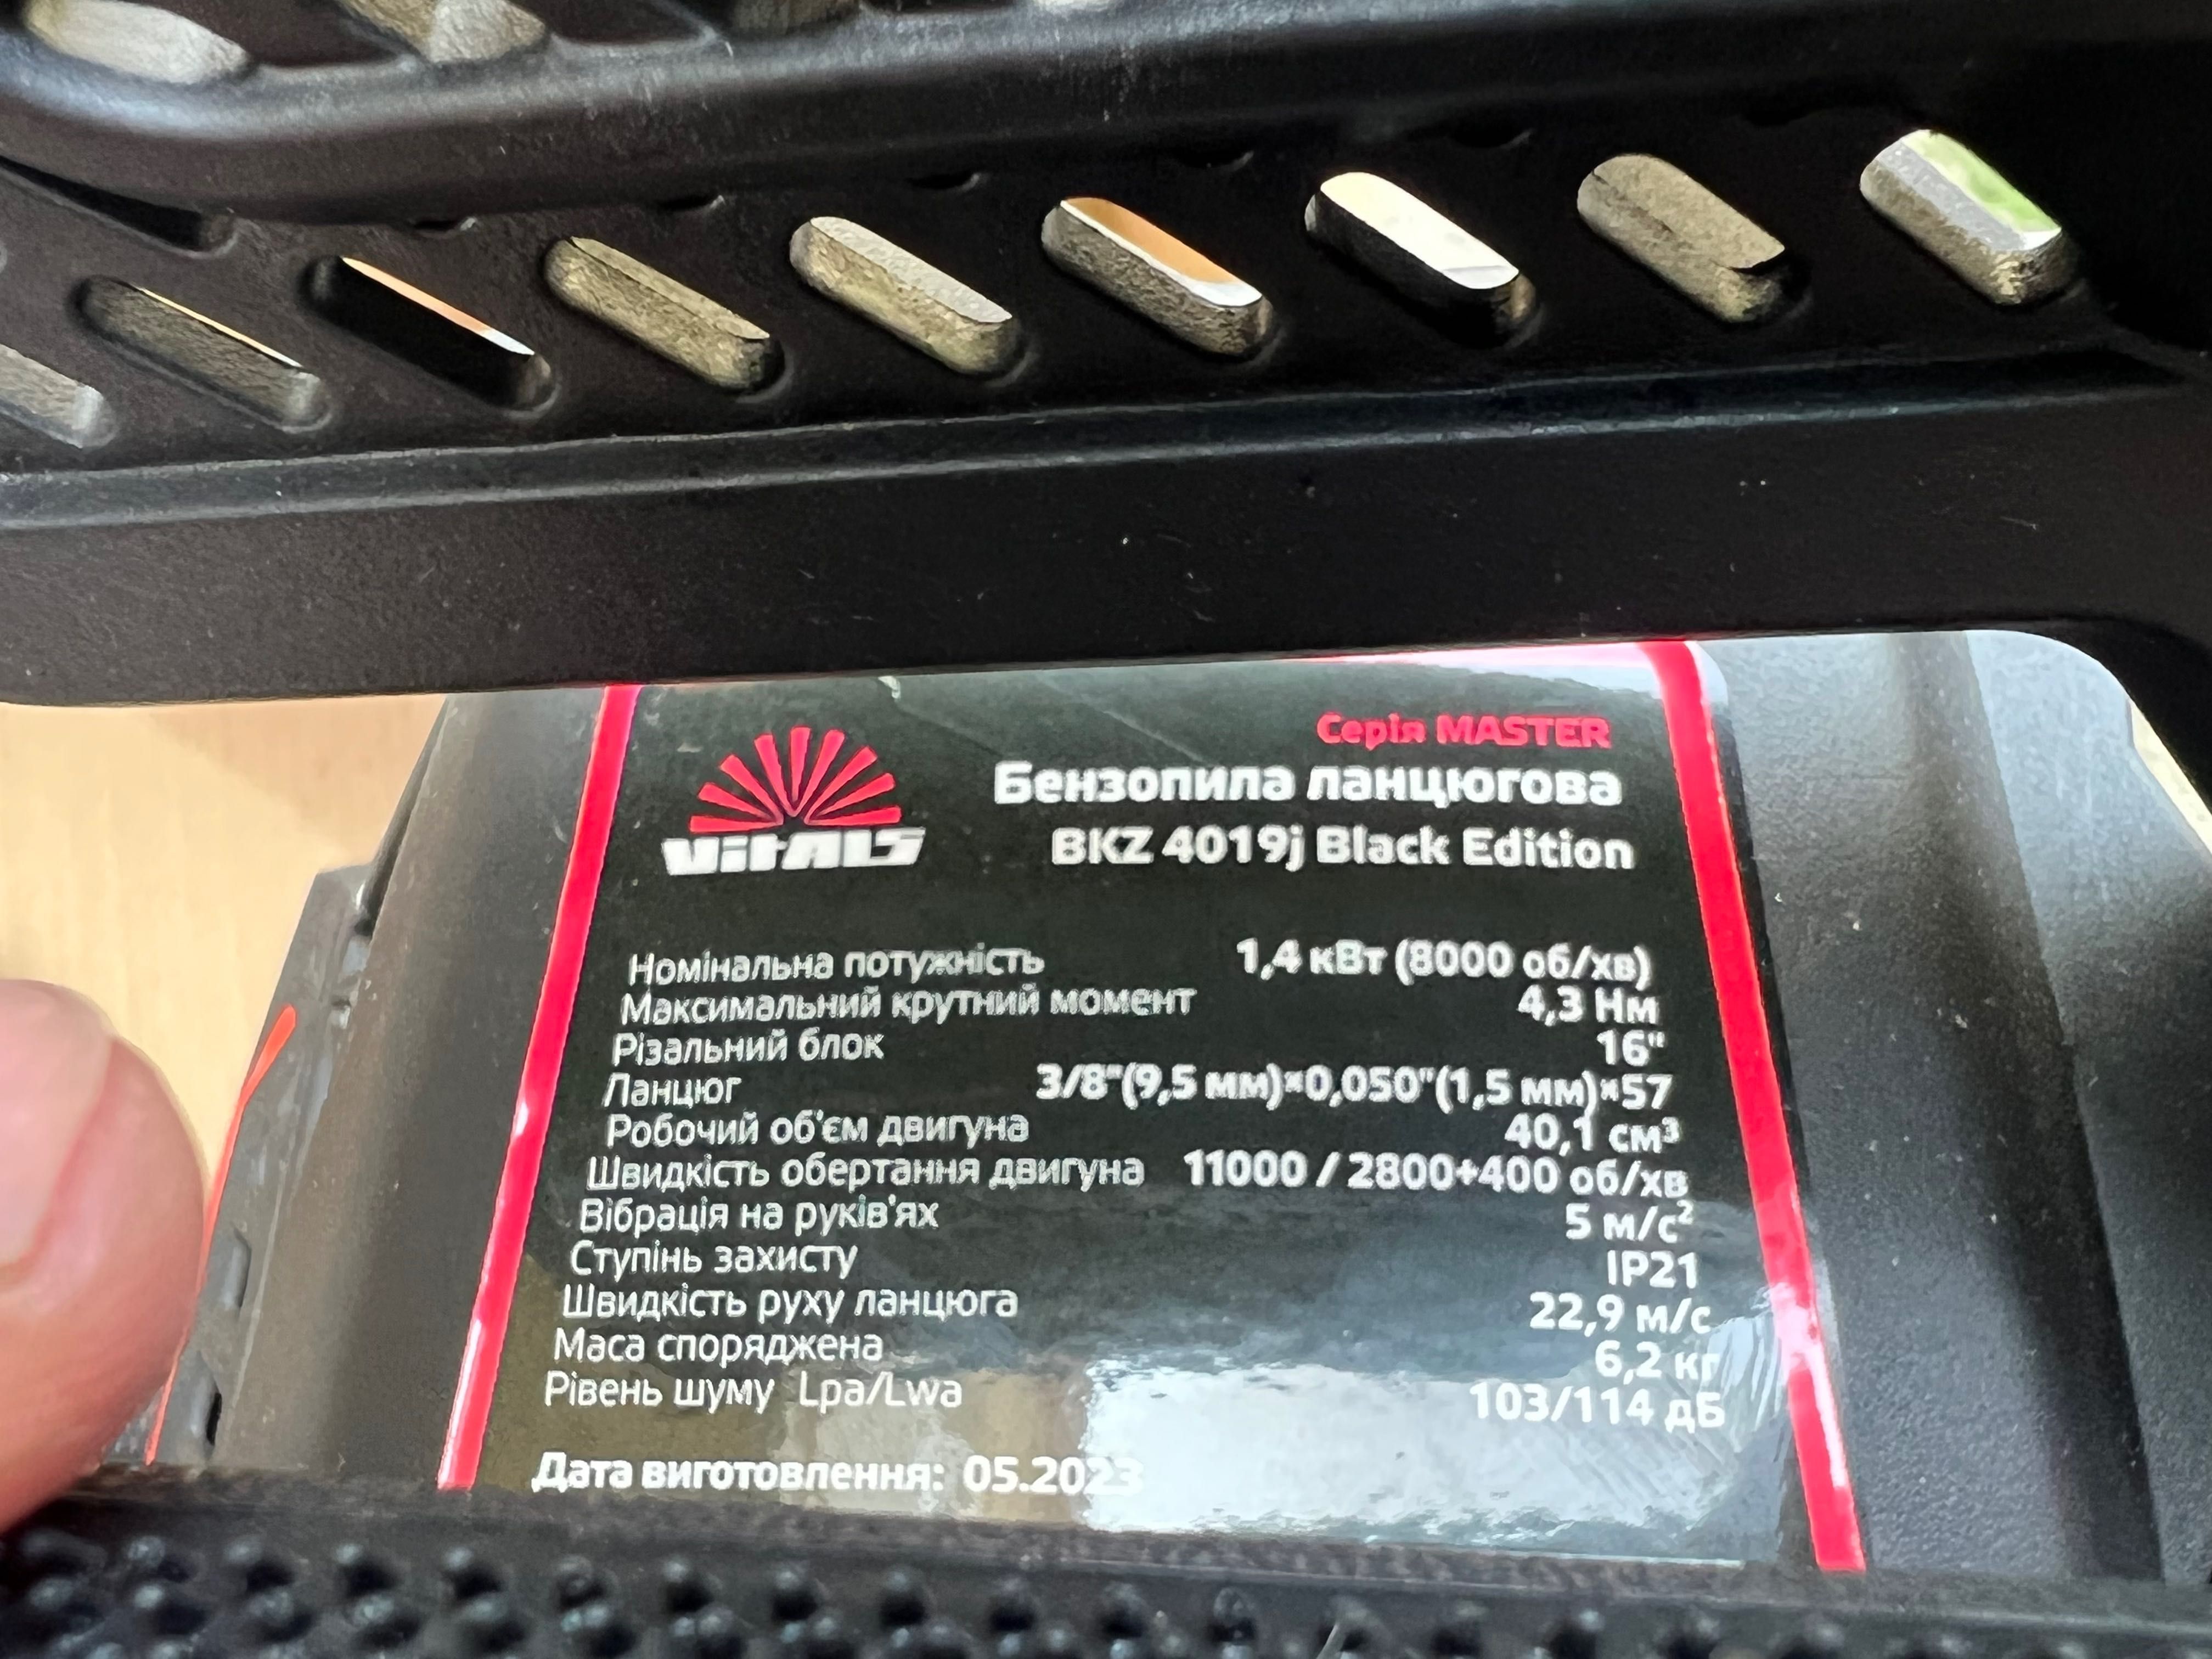 Серія MASTER
vitals
Бензопила ланцюгова
BKZ 4019j Black Edition
Номінальна потужність 1,4 кВт (8000 об/хв)
Максимальний крутний момент 4,3 Нм
Різальний блок 16"
Ланцюг 3/8"(9,5 мм)×0,050"(1,5 мм)×57
Робочий об'єм двигуна 40,1 см³
Швидкість обертання двигуна 11000 / 2800+400 об/хв
Вібрація на руків'ях 5 м/с²
Ступінь захисту IP21
Швидкість руху ланцюга 22,9 м/с
Маса споряджена 6,2 кг
Рівень шуму Lpa/Lwa 103/114 дБ
Дата виготовлення: 05.2023